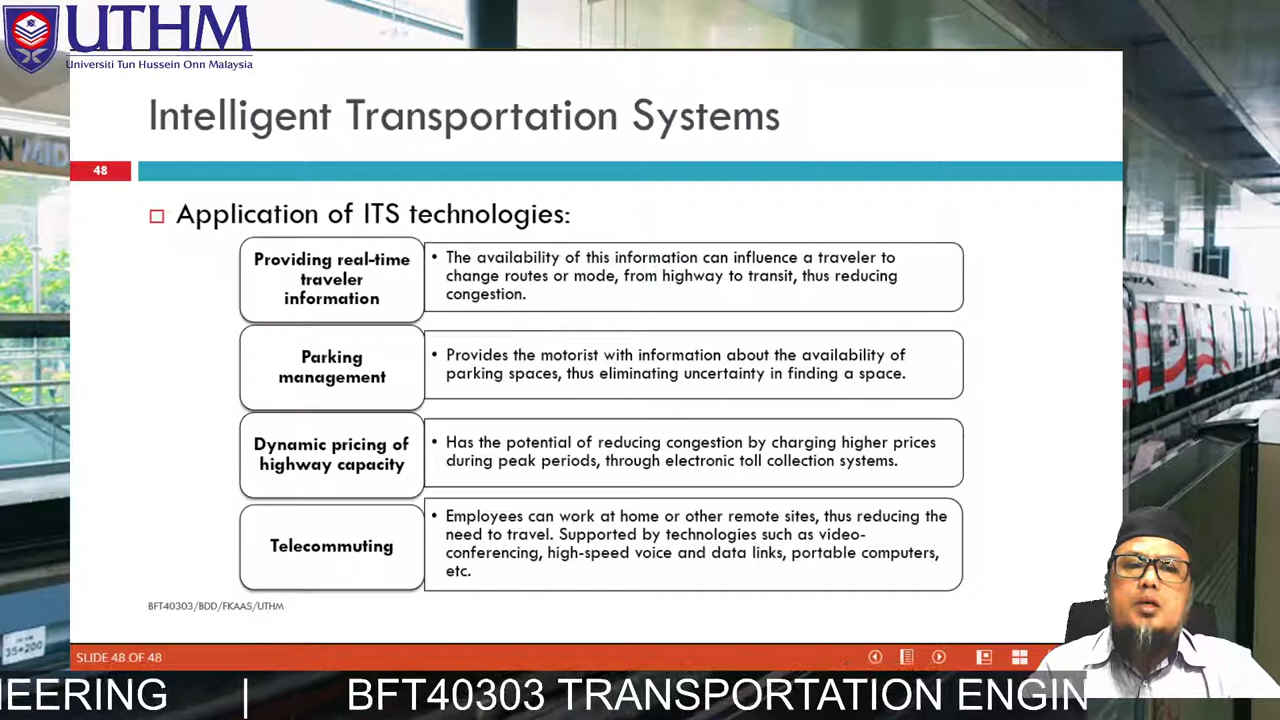 UTHM
Universiti Tun Hussein Onn Malaysia
N MID
Intelligent Transportation Systems
48
Application of ITS technologies:
Providing real-time
traveler
information
• The availability of this information can influence a traveler to
change routes or mode, from highway to transit, thus reducing
congestion.
Parking
management
• Provides the motorist with information about the availability of
parking spaces, thus eliminating uncertainty in finding a space.
Dynamic pricing of
highway capacity
• Has the potential of reducing congestion by charging higher prices
during peak periods, through electronic toll collection systems.
Telecommuting
• Employees can work at home or other remote sites, thus reducing the
need to travel. Supported by technologies such as video-
conferencing, high-speed voice and data links, portable computers,
etc.
BFT40303/BDD/FKAAS/UTHM
35+200
SLIDE 48 OF 48
NEERING | BFT40303 TRANSPORTATION ENGIN